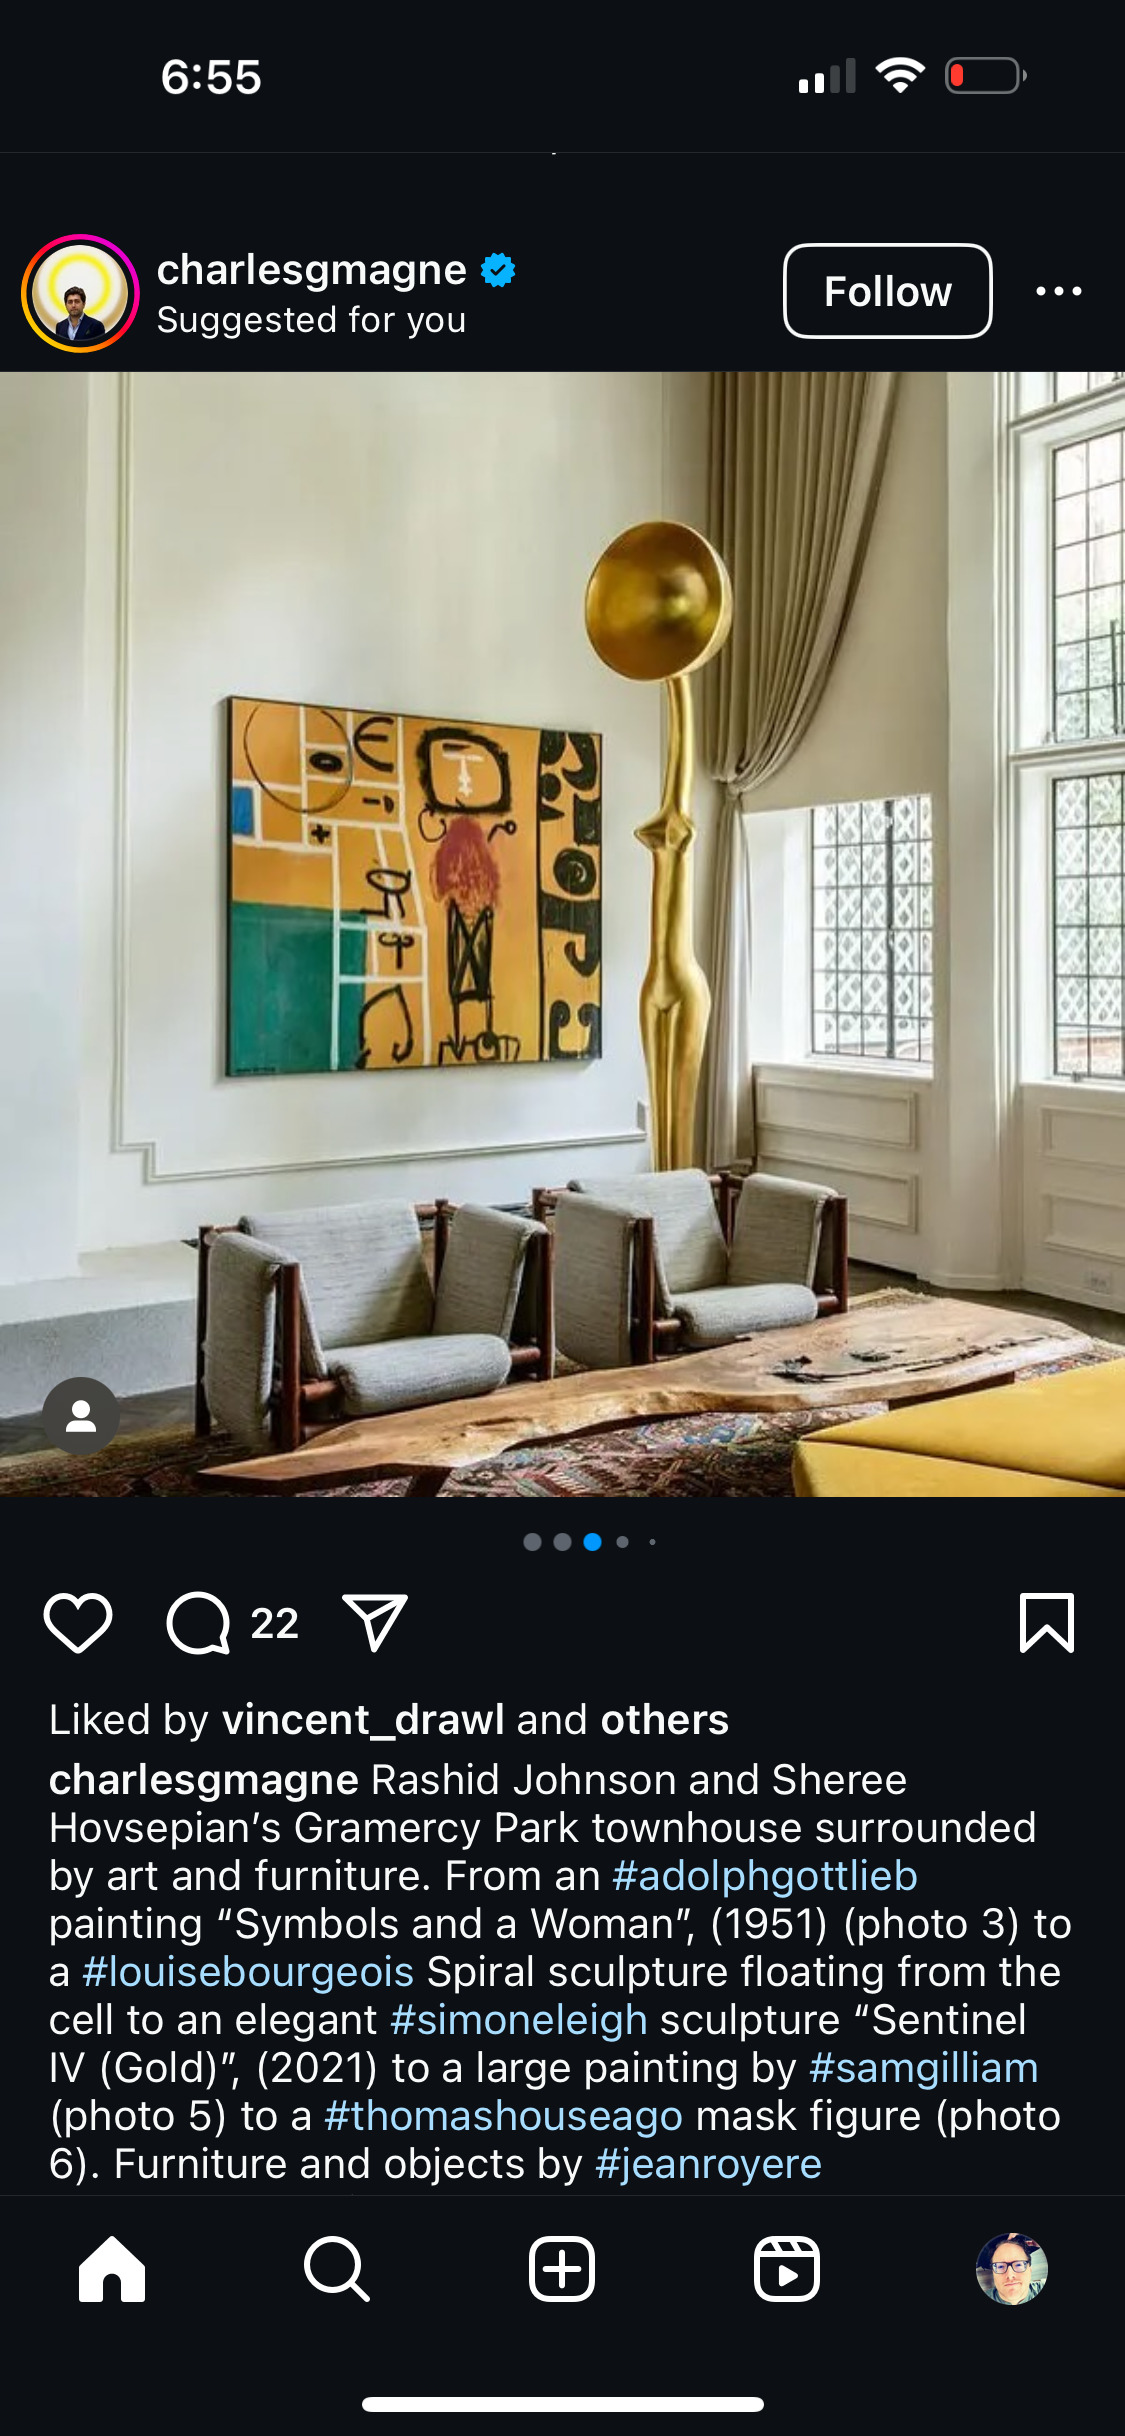 6:55
charlesgmagne
Suggested for you
Follow
22
Liked by vincent_drawl and others
charlesgmagne Rashid Johnson and Sheree
Hovsepian’s Gramercy Park townhouse surrounded
by art and furniture. From an #adolphgottlieb
painting “Symbols and a Woman”, (1951) (photo 3) to
a #louisebourgeois Spiral sculpture floating from the
cell to an elegant #simoneleigh sculpture “Sentinel
IV (Gold)”, (2021) to a large painting by #samgilliam
(photo 5) to a #thomashouseago mask figure (photo
6). Furniture and objects by #jeanroyere